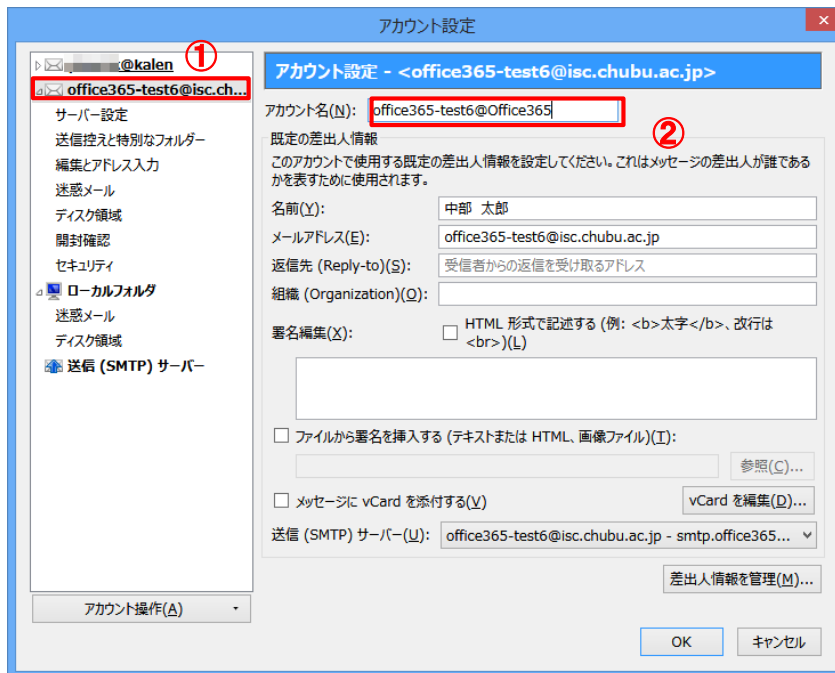 アカウント設定
×
①
@kalen
office365-test6@isc.ch...
サーバー設定
送信控えと特別なフォルダー
編集とアドレス入力
迷惑メール
ディスク領域
開封確認
セキュリティ
ローカルフォルダ
迷惑メール
ディスク領域
送信 (SMTP) サーバー
アカウント操作(A)
アカウント設定 - <office365-test6@isc.chubu.ac.jp>
アカウント名(N): office365-test6@Office365
②
既定の差出人情報
このアカウントで使用する既定の差出人情報を設定してください。これはメッセージの差出人が誰である
かを表すために使用されます。
名前(Y): 中部 太郎
メールアドレス(E): office365-test6@isc.chubu.ac.jp
返信先 (Reply-to)(S): 受信者からの返信を受け取るアドレス
組織 (Organization)(O):
署名編集(X): HTML 形式で記述する (例: <b>太字</b>、改行は
<br>)(L)
ファイルから署名を挿入する (テキストまたは HTML、画像ファイル)(T):
参照(C)...
メッセージに vCard を添付する(V) vCard を編集(D)...
送信 (SMTP) サーバー(U): office365-test6@isc.chubu.ac.jp - smtp.office365...
差出人情報を管理(M)...
OK キャンセル